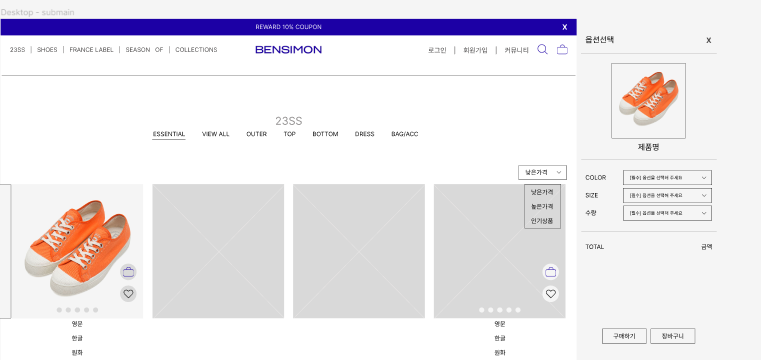 Desktop - submain
REWARD 10% COUPON X
23SS | SHOES | FRANCE LABEL | SEASON OF | COLLECTIONS
BENSIMON
로그인 | 회원가입 | 커뮤니티
23SS
ESSENTIAL VIEW ALL OUTER TOP BOTTOM DRESS BAG/ACC
낮은가격
낮은가격
높은가격
인기상품
영문
한글
원화
영문
한글
원화
옵션선택 X
제품명
COLOR [필수] 옵션을 선택해 주세요
SIZE [필수] 옵션을 선택해 주세요
수량 [필수] 옵션을 선택해 주세요
TOTAL 금액
구매하기 장바구니